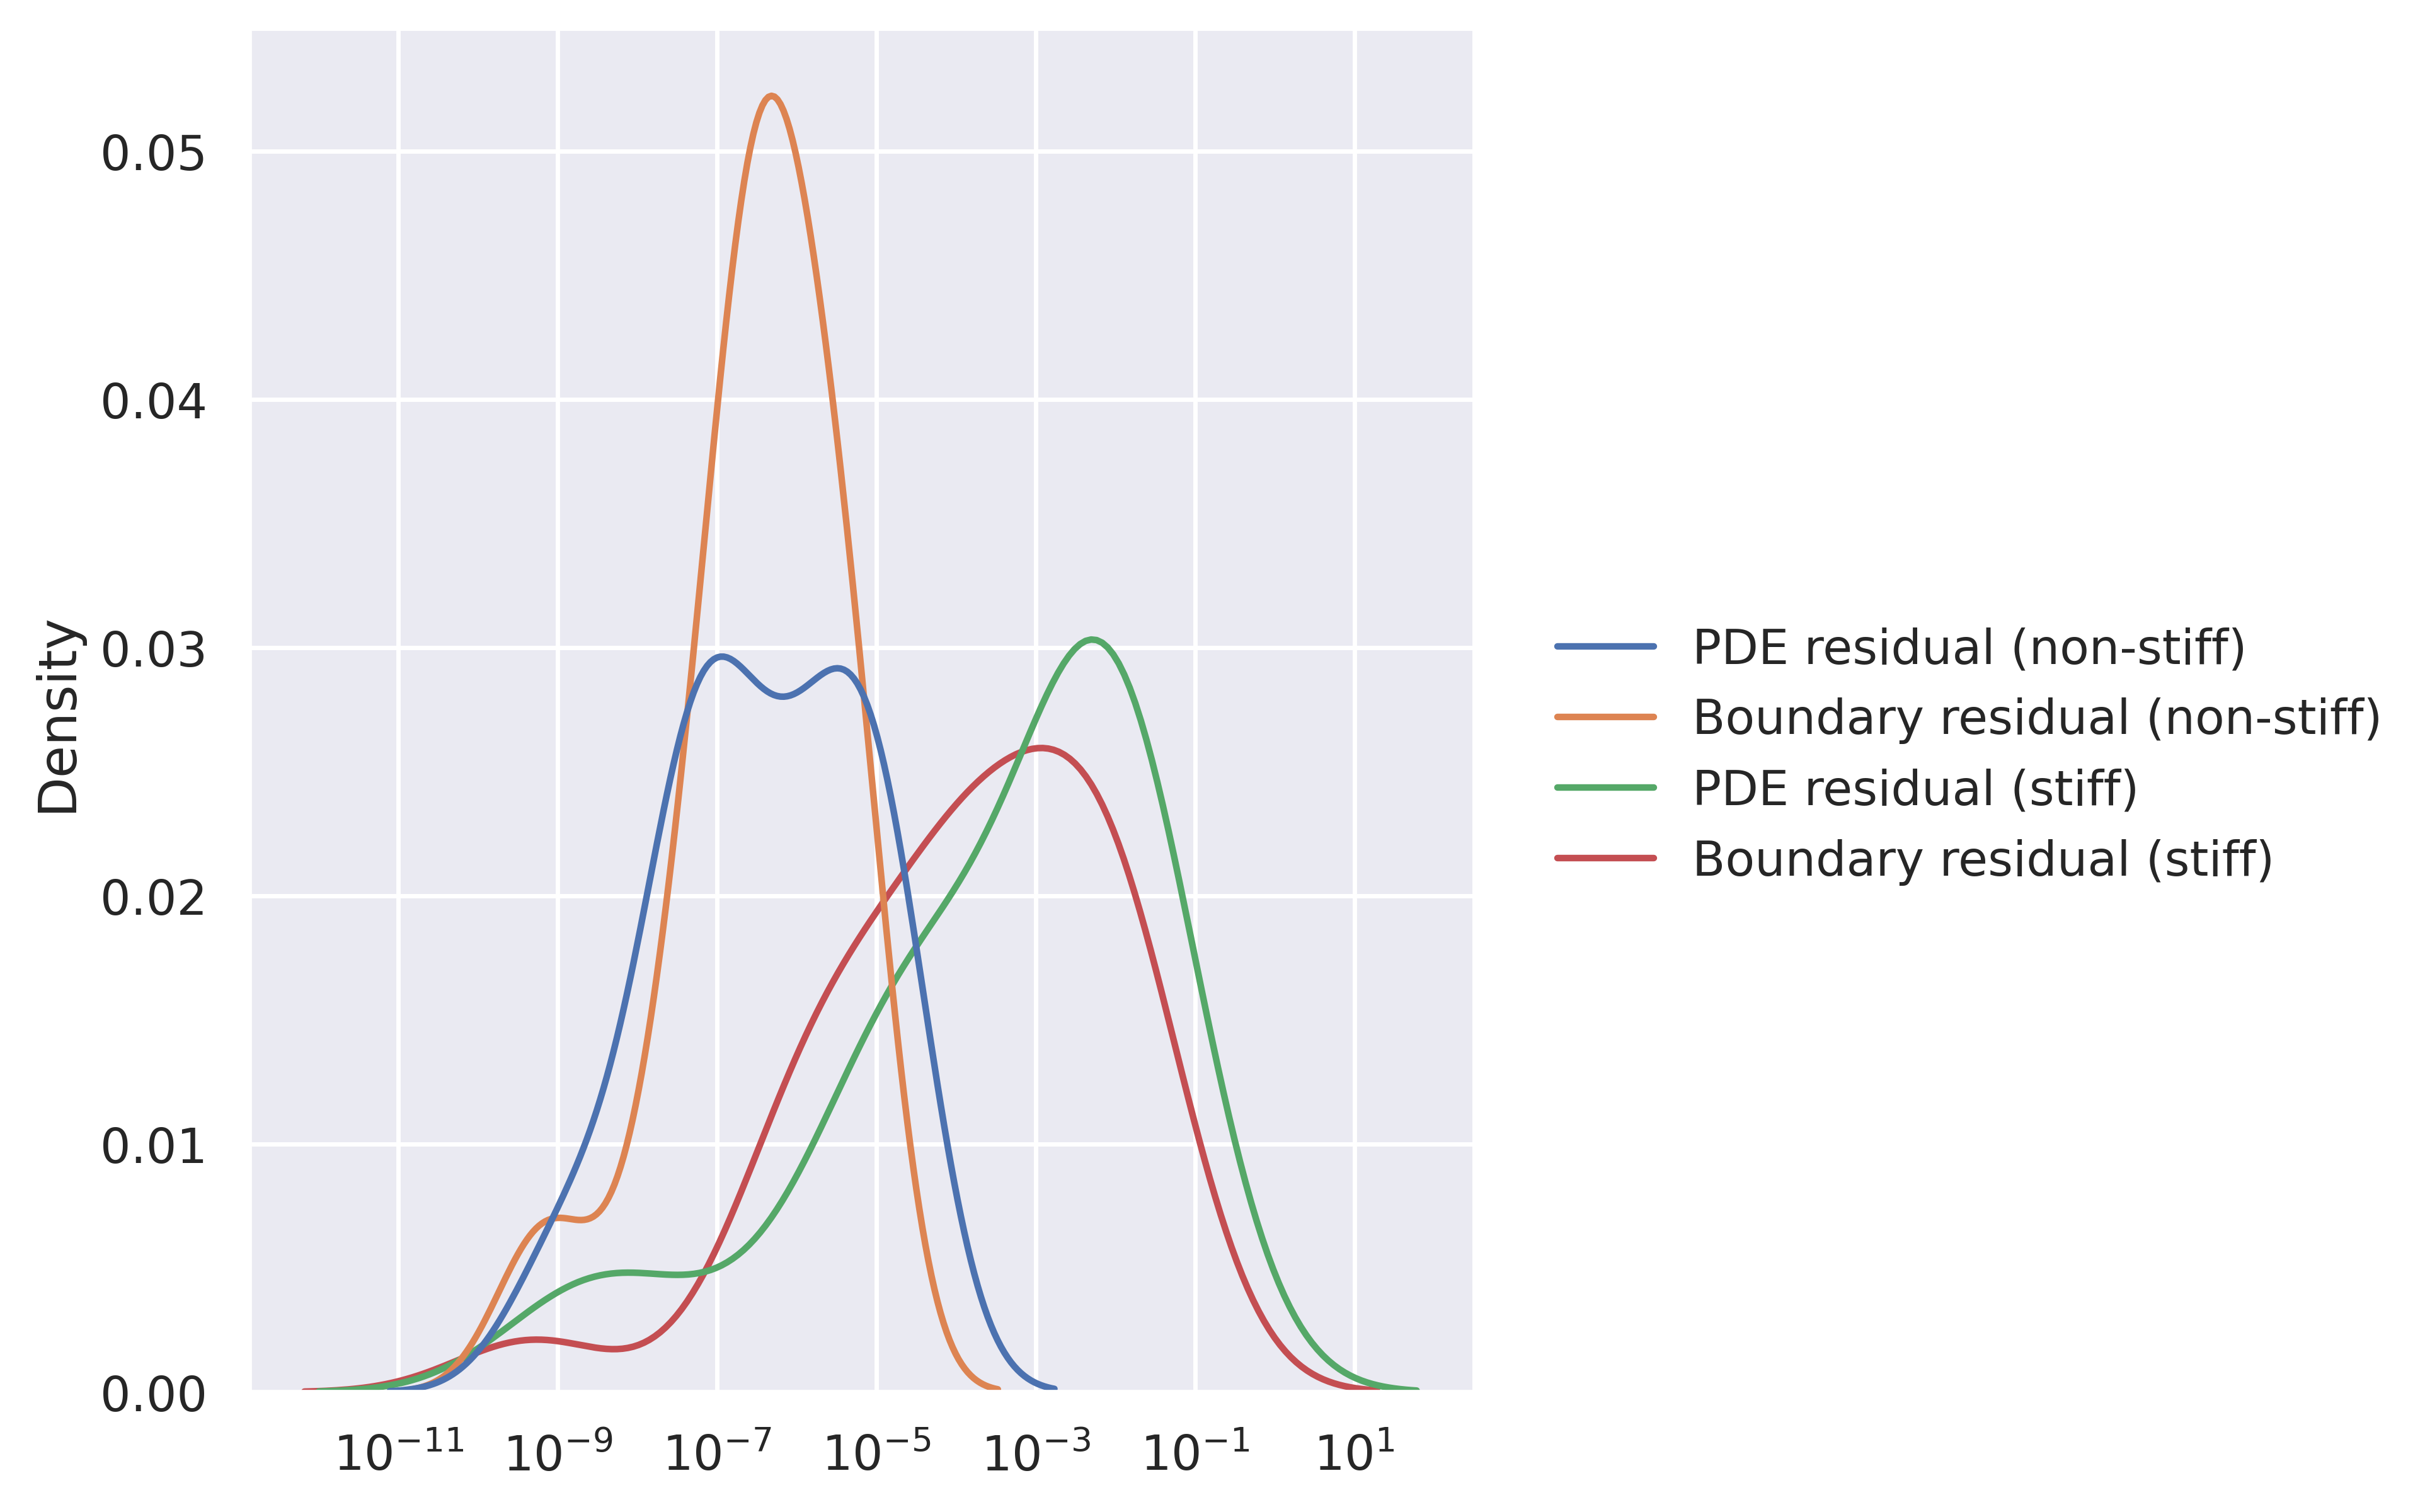 Density
0.05
0.04
0.03
0.02
0.01
0.00
10⁻¹¹ 10⁻⁹ 10⁻⁷ 10⁻⁵ 10⁻³ 10⁻¹ 10¹
PDE residual (non-stiff)
Boundary residual (non-stiff)
PDE residual (stiff)
Boundary residual (stiff)